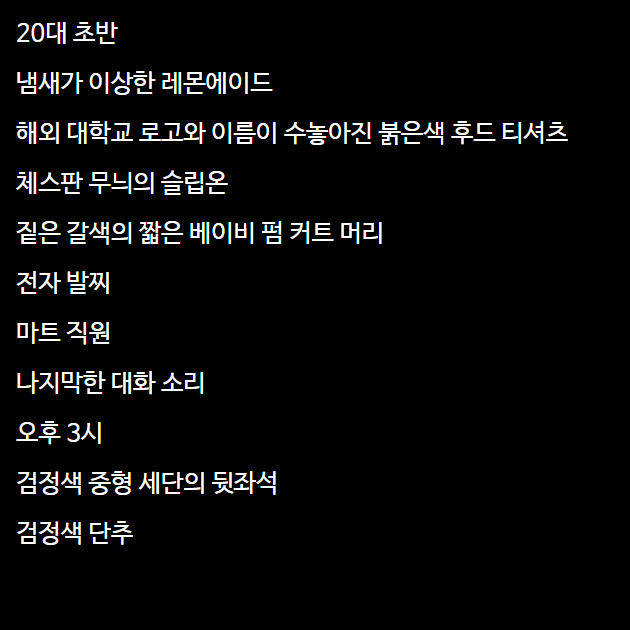 20대 초반
냄새가 이상한 레몬에이드
해외 대학교 로고와 이름이 수놓아진 붉은색 후드 티셔츠
체스판 무늬의 슬립온
짙은 갈색의 짧은 베이비 펌 커트 머리
전자 발찌
마트 직원
나지막한 대화 소리
오후 3시
검정색 중형 세단의 뒷좌석
검정색 단추